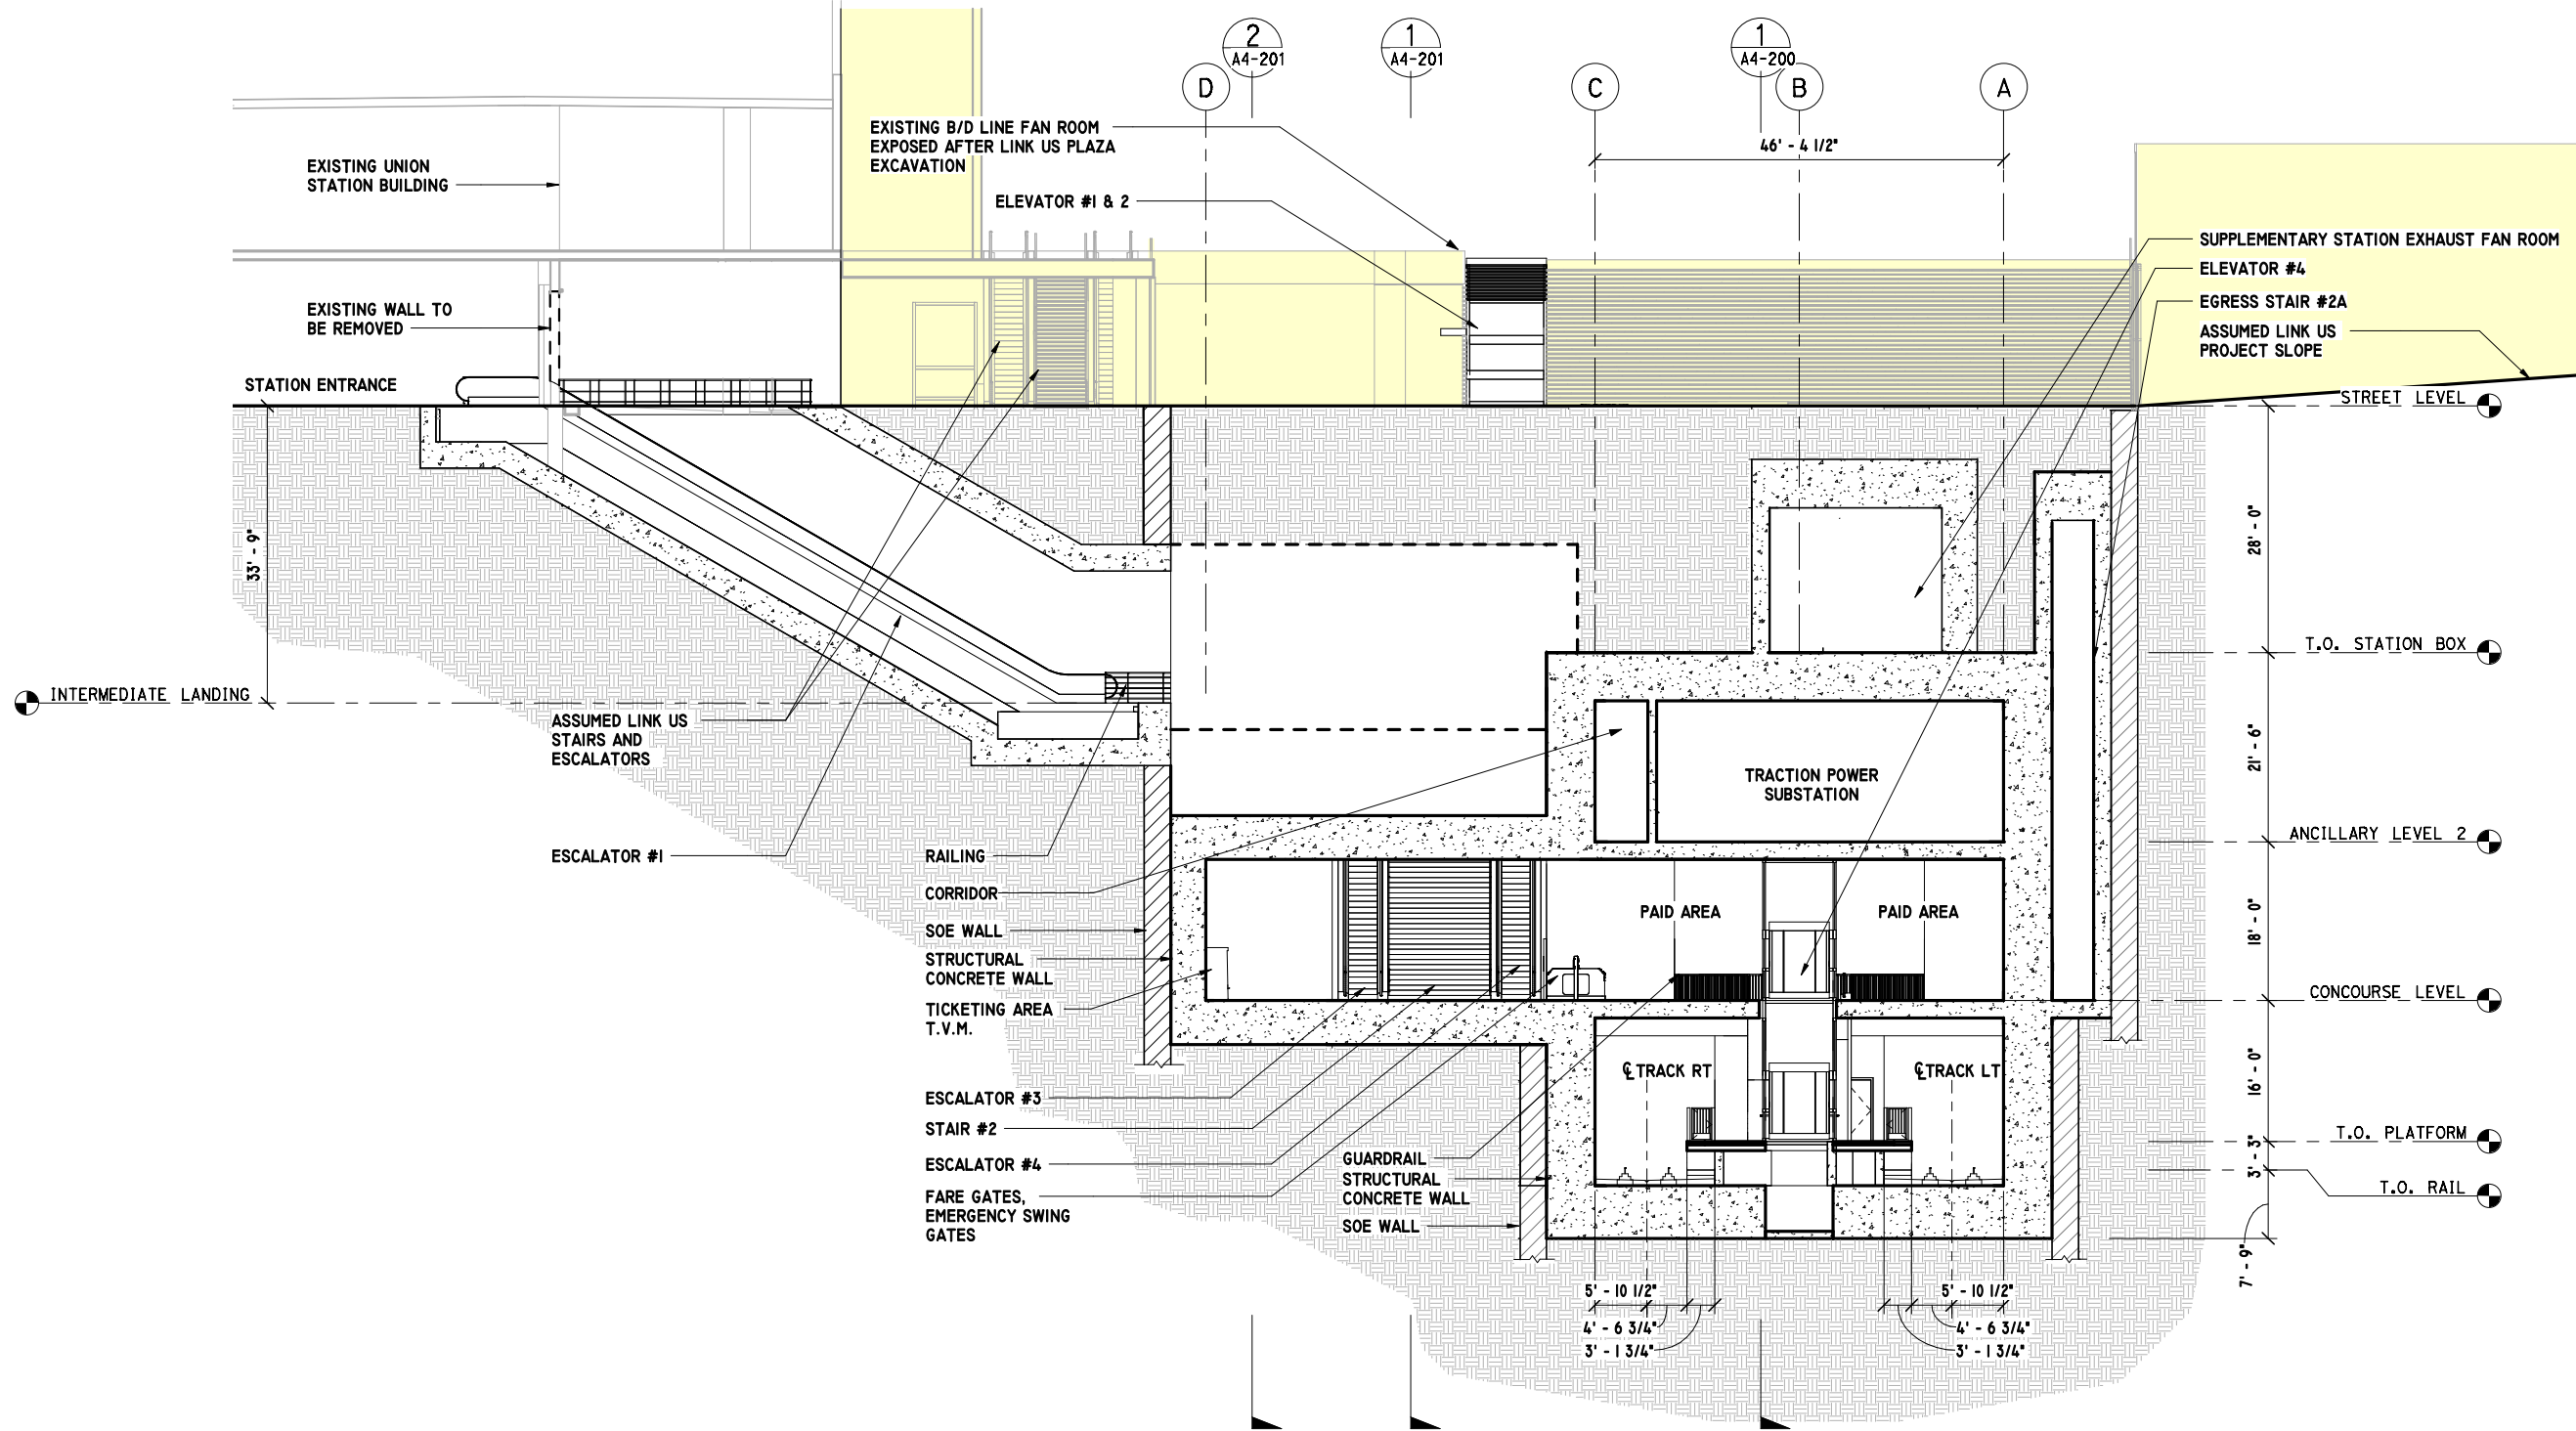 2
A4-201
1
A4-201
1
A4-200
D
C
B
A
46' - 4 1/2"
EXISTING B/D LINE FAN ROOM
EXPOSED AFTER LINK US PLAZA
EXCAVATION
EXISTING UNION
STATION BUILDING
ELEVATOR #1 & 2
SUPPLEMENTARY STATION EXHAUST FAN ROOM
ELEVATOR #4
EGRESS STAIR #2A
ASSUMED LINK US
PROJECT SLOPE
EXISTING WALL TO
BE REMOVED
STATION ENTRANCE
STREET LEVEL
33' - 9"
28' - 0"
T.O. STATION BOX
INTERMEDIATE LANDING
ASSUMED LINK US
STAIRS AND
ESCALATORS
21' - 6"
TRACTION POWER
SUBSTATION
ANCILLARY LEVEL 2
ESCALATOR #1
RAILING
CORRIDOR
SOE WALL
STRUCTURAL
CONCRETE WALL
TICKETING AREA
T.V.M.
PAID AREA
PAID AREA
18' - 0"
CONCOURSE LEVEL
℄ TRACK RT
℄ TRACK LT
16' - 0"
ESCALATOR #3
STAIR #2
ESCALATOR #4
FARE GATES,
EMERGENCY SWING
GATES
GUARDRAIL
STRUCTURAL
CONCRETE WALL
SOE WALL
T.O. PLATFORM
3' - 3"
T.O. RAIL
7' - 9"
5' - 10 1/2"
4' - 6 3/4"
3' - 1 3/4"
5' - 10 1/2"
4' - 6 3/4"
3' - 1 3/4"